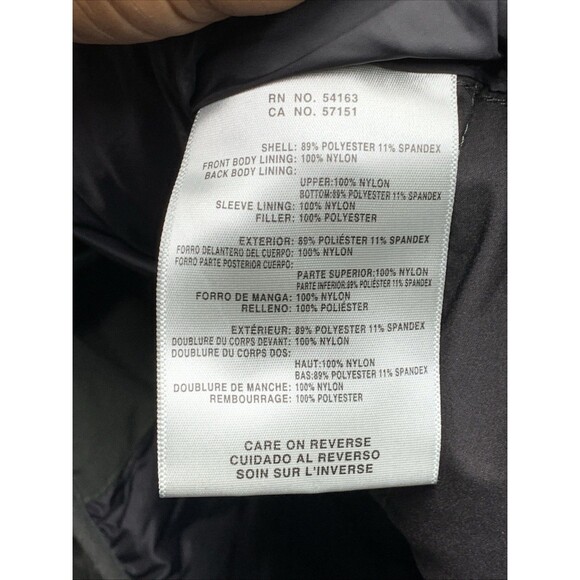 RN NO. 54163
CA NO. 57151
SHELL: 89% POLYESTER 11% SPANDEX
FRONT BODY LINING: 100% NYLON
BACK BODY LINING:
UPPER:100% NYLON
BOTTOM:89% POLYESTER 11% SPANDEX
SLEEVE LINING: 100% NYLON
FILLER: 100% POLYESTER
EXTERIOR: 89% POLIÉSTER 11% SPANDEX
FORRO DELANTERO DEL CUERPO: 100% NYLON
FORRO PARTE POSTERIOR CUERPO:
PARTE SUPERIOR:100% NYLON
PARTE INFERIOR:89% POLIÉSTER 11% SPANDEX
FORRO DE MANGA: 100% NYLON
RELLENO: 100% POLIÉSTER
EXTÉRIEUR: 89% POLYESTER 11% SPANDEX
DOUBLURE DU CORPS DEVANT: 100% NYLON
DOUBLURE DU CORPS DOS:
HAUT:100% NYLON
BAS:89% POLYESTER 11% SPANDEX
DOUBLURE DE MANCHE: 100% NYLON
REMBOURRAGE: 100% POLYESTER
CARE ON REVERSE
CUIDADO AL REVERSO
SOIN SUR L'INVERSE